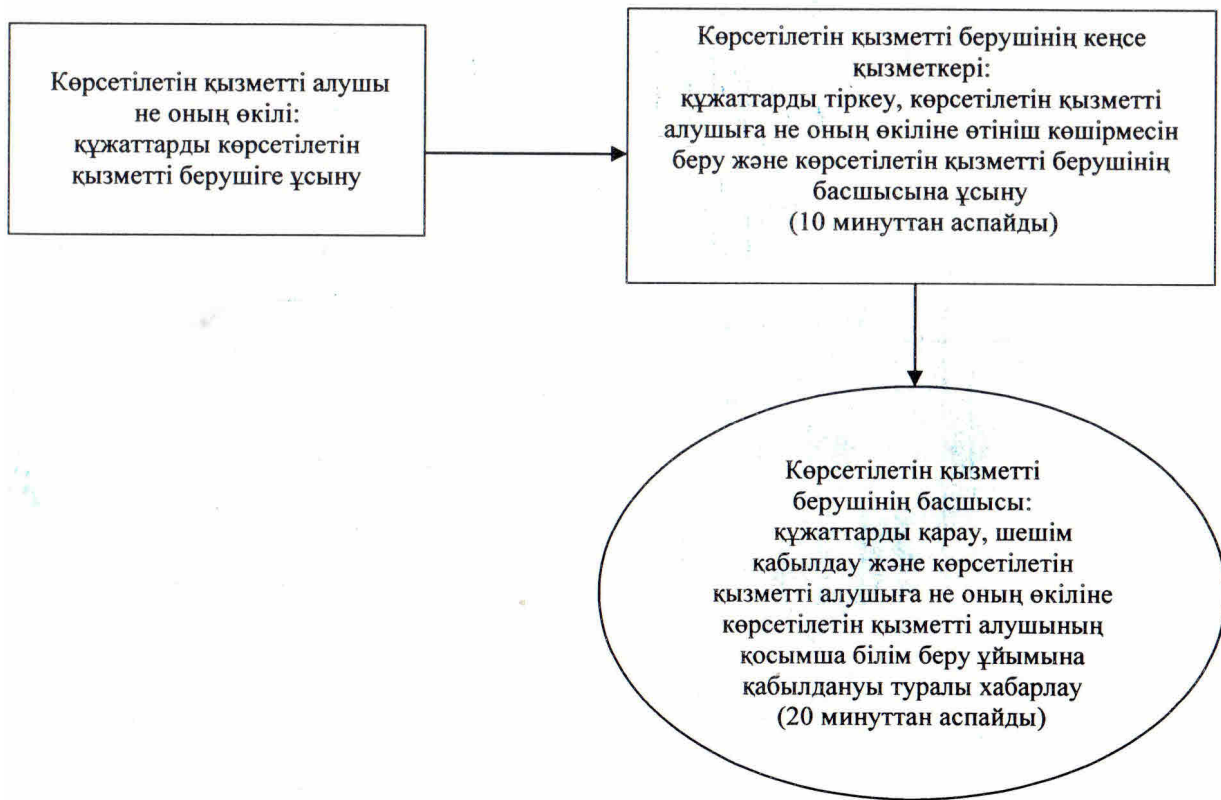 Көрсетілетін қызметті алушы
не оның өкілі:
құжаттарды көрсетілетін
қызметті берушіге ұсыну
Көрсетілетін қызметті берушінің кеңсе
қызметкері:
құжаттарды тіркеу, көрсетілетін қызметті
алушыға не оның өкіліне өтініш көшірмесін
беру және көрсетілетін қызметті берушінің
басшысына ұсыну
(10 минуттан аспайды)
Көрсетілетін қызметті
берушінің басшысы:
құжаттарды қарау, шешім
қабылдау және көрсетілетін
қызметті алушыға не оның өкіліне
көрсетілетін қызметті алушының
қосымша білім беру ұйымына
қабылдануы туралы хабарлау
(20 минуттан аспайды)